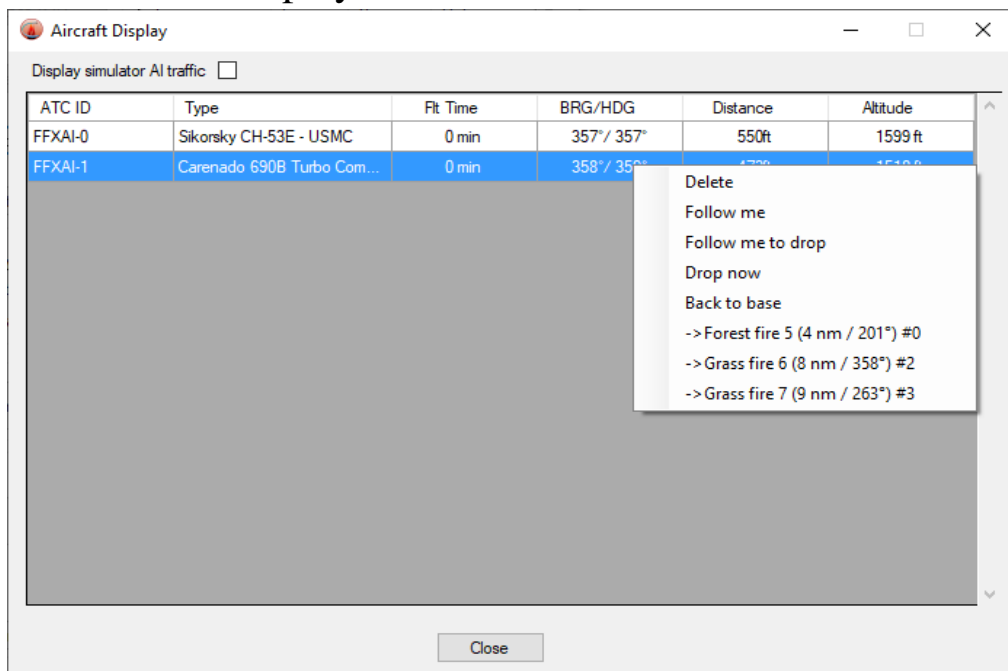 Aircraft Display
Display simulator AI traffic
ATC ID Type Flt Time BRG/HDG Distance Altitude
FFXAI-0 Sikorsky CH-53E - USMC 0 min 357°/ 357° 550ft 1599 ft
FFXAI-1 Carenado 690B Turbo Com... 0 min 358°/
Delete
Follow me
Follow me to drop
Drop now
Back to base
->Forest fire 5 (4 nm / 201°) #0
->Grass fire 6 (8 nm / 358°) #2
->Grass fire 7 (9 nm / 263°) #3
Close